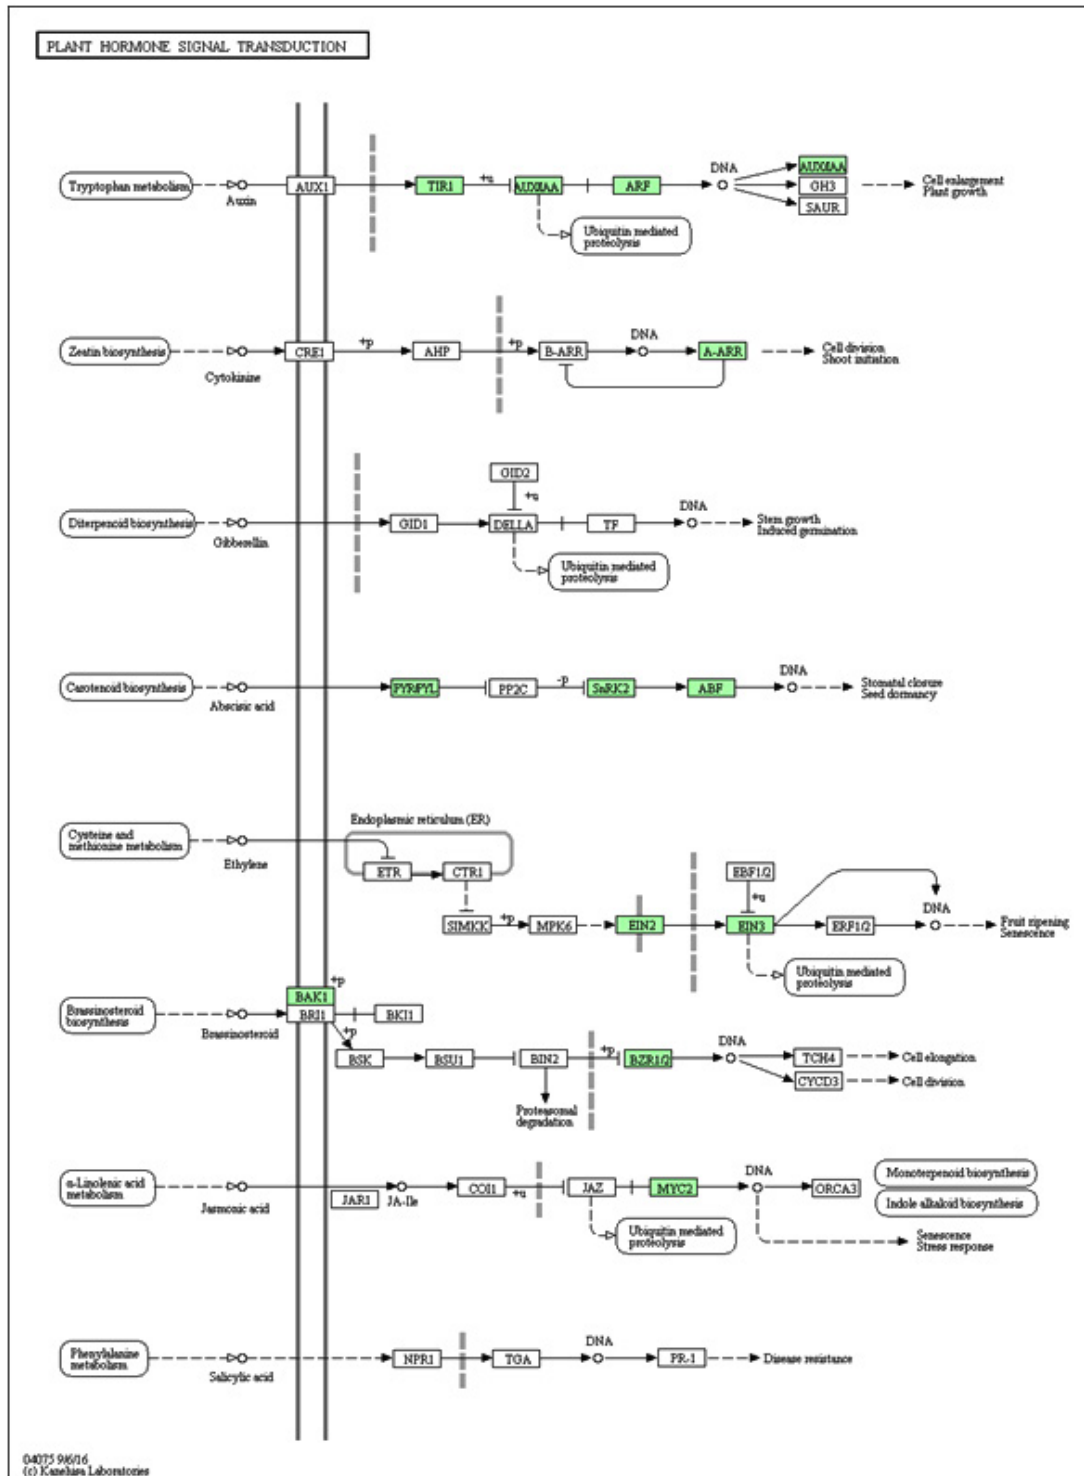 PLANT HORMONE SIGNAL TRANSDUCTION
Tryptophan metabolism
Auxin
AUX1
TIR1
+u
AUX/IAA
ARF
DNA
AUX/IAA
GH3
SAUR
Cell enlargement
Plant growth
Ubiquitin mediated
proteolysis
Zeatin biosynthesis
Cytokinine
CRE1
+p
AHP
+p
B-ARR
DNA
A-ARR
Cell division
Shoot initiation
Diterpenoid biosynthesis
Gibberellin
GID1
GID2
+u
DELLA
TF
DNA
Stem growth
Induced germination
Ubiquitin mediated
proteolysis
Carotenoid biosynthesis
Abscisic acid
PYR/PYL
PP2C
-p
SnRK2
ABF
DNA
Stomatal closure
Seed dormancy
Cysteine and
methionine metabolism
Ethylene
Endoplasmic reticulum (ER)
ETR
CTR1
SIMKK
+p
MPK6
EIN2
EBF1/2
+u
EIN3
ERF1/2
DNA
Fruit ripening
Senescence
Ubiquitin mediated
proteolysis
Brassinosteroid
biosynthesis
Brassinosteroid
BAK1
+p
BRI1
BKI1
+p
BSK
BSU1
BIN2
+p
BZR1/2
DNA
TCH4
Cell elongation
CYCD3
Cell division
Proteasomal
degradation
α-Linolenic acid
metabolism
Jasmonic acid
JAR1
JA-Ile
COI1
+u
JAZ
MYC2
DNA
ORCA3
Monoterpenoid biosynthesis
Indole alkaloid biosynthesis
Ubiquitin mediated
proteolysis
Senescence
Stress response
Phenylalanine
metabolism
Salicylic acid
NPR1
TGA
DNA
PR-1
Disease resistance
04075 9/6/16
(c) Kanehisa Laboratories